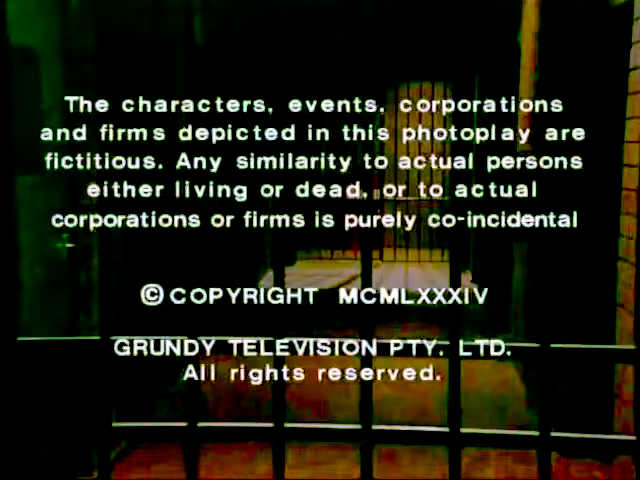 The characters, events, corporations
and firms depicted in this photoplay are
fictitious. Any similarity to actual persons
either living or dead, or to actual
corporations or firms is purely co-incidental
© COPYRIGHT MCMLXXXIV
GRUNDY TELEVISION PTY. LTD.
All rights reserved.